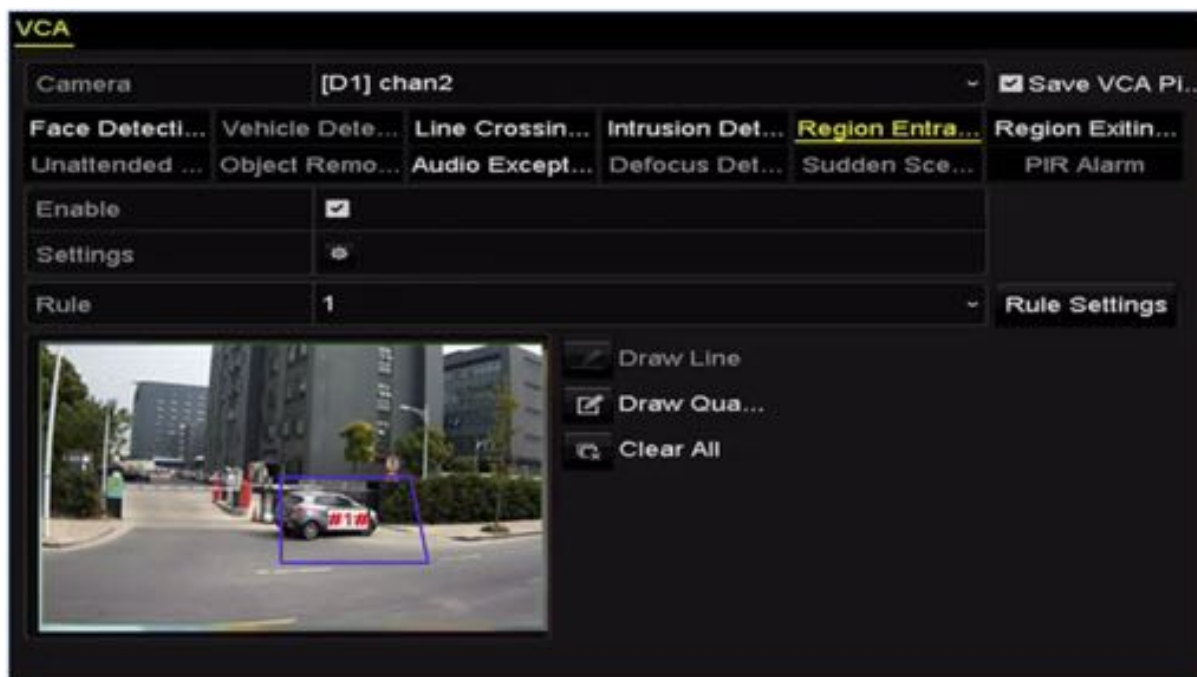 VCA
Camera [D1] chan2 Save VCA Pi...
Face Detecti... Vehicle Dete... Line Crossin... Intrusion Det... Region Entra... Region Exitin...
Unattended ... Object Remo... Audio Except... Defocus Det... Sudden Sce... PIR Alarm
Enable
Settings
Rule 1 Rule Settings
Draw Line
Draw Qua...
Clear All
#1#